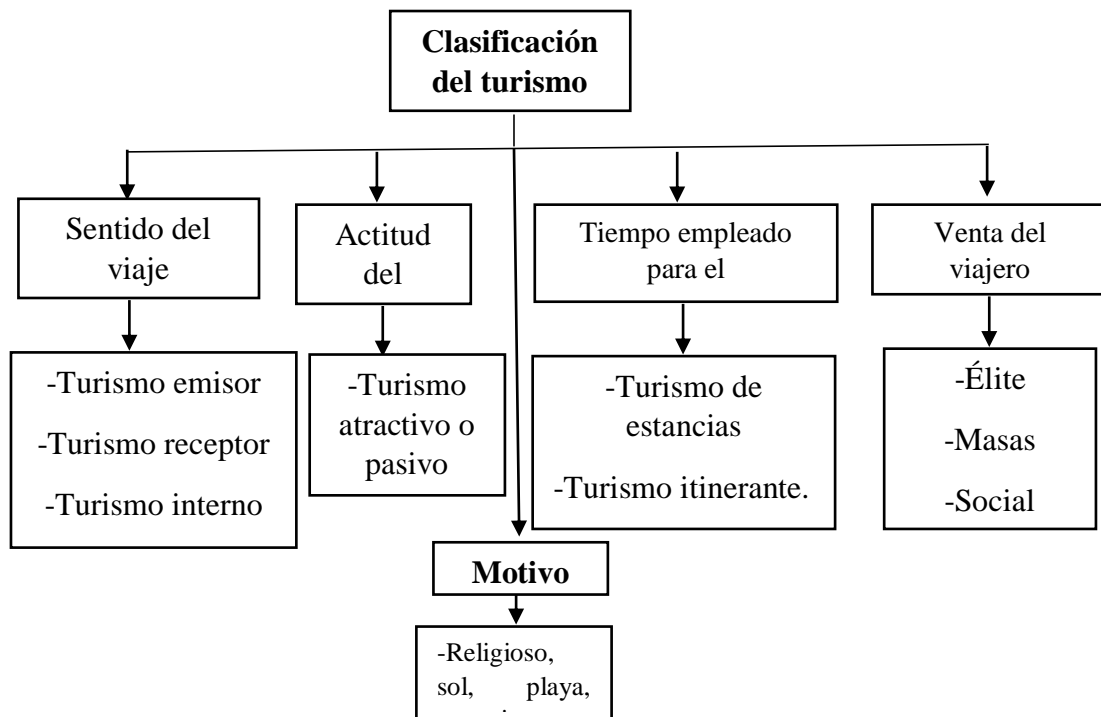 Clasificación
del turismo
Sentido del
viaje
Actitud
del
Tiempo empleado
para el
Venta del
viajero
-Turismo emisor
-Turismo receptor
-Turismo interno
-Turismo
atractivo o
pasivo
-Turismo de
estancias
-Turismo itinerante.
-Élite
-Masas
-Social
Motivo
-Religioso,
sol, playa,